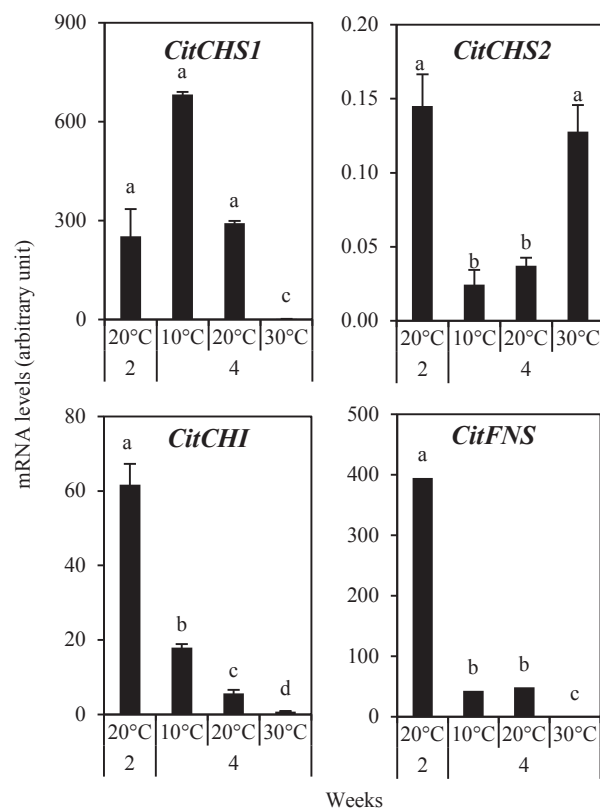 mRNA levels (arbitrary unit)
CitCHS1
900
600
300
0
a
a
a
c
20°C 10°C 20°C 30°C
2 4
CitCHS2
0.20
0.15
0.10
0.05
0.00
a
b
b
a
20°C 10°C 20°C 30°C
2 4
CitCHI
80
60
40
20
0
a
b
c
d
20°C 10°C 20°C 30°C
2 4
CitFNS
500
400
300
200
100
0
a
b
b
c
20°C 10°C 20°C 30°C
2 4
Weeks